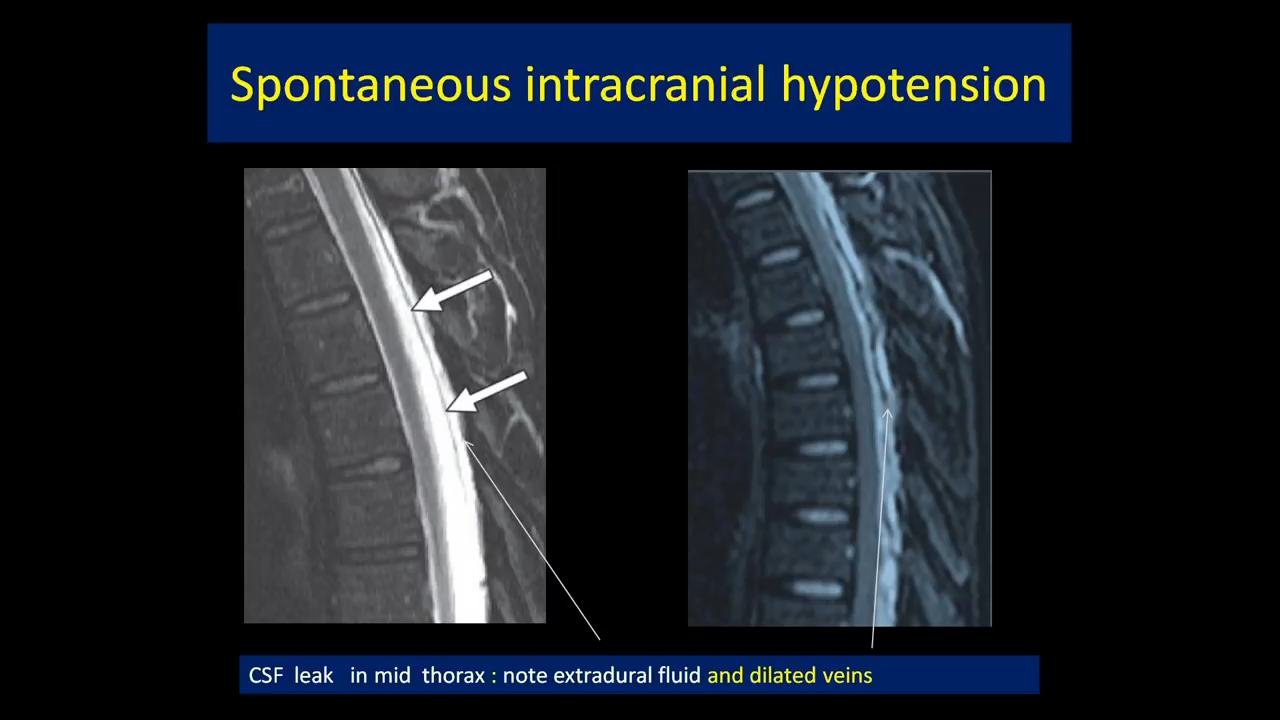 Spontaneous intracranial hypotension
CSF leak in mid thorax : note extradural fluid and dilated veins